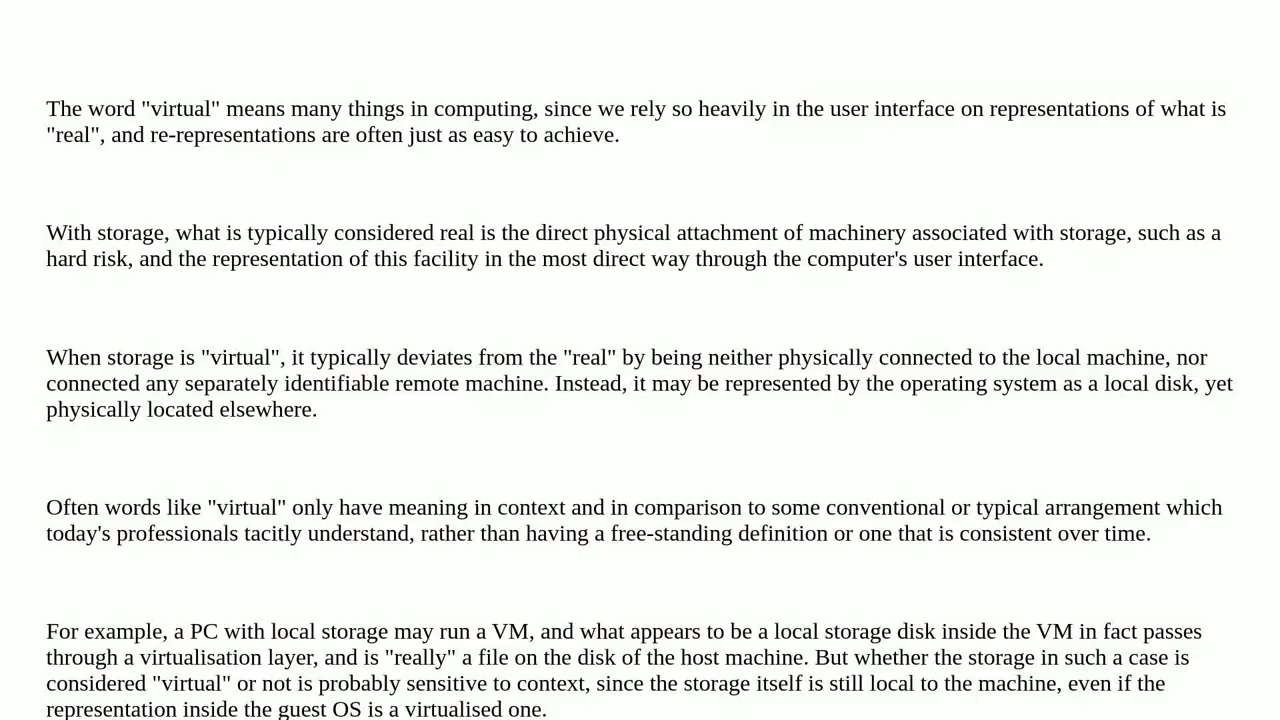 The word "virtual" means many things in computing, since we rely so heavily in the user interface on representations of what is
"real", and re-representations are often just as easy to achieve.
With storage, what is typically considered real is the direct physical attachment of machinery associated with storage, such as a
hard risk, and the representation of this facility in the most direct way through the computer's user interface.
When storage is "virtual", it typically deviates from the "real" by being neither physically connected to the local machine, nor
connected any separately identifiable remote machine. Instead, it may be represented by the operating system as a local disk, yet
physically located elsewhere.
Often words like "virtual" only have meaning in context and in comparison to some conventional or typical arrangement which
today's professionals tacitly understand, rather than having a free-standing definition or one that is consistent over time.
For example, a PC with local storage may run a VM, and what appears to be a local storage disk inside the VM in fact passes
through a virtualisation layer, and is "really" a file on the disk of the host machine. But whether the storage in such a case is
considered "virtual" or not is probably sensitive to context, since the storage itself is still local to the machine, even if the
representation inside the guest OS is a virtualised one.